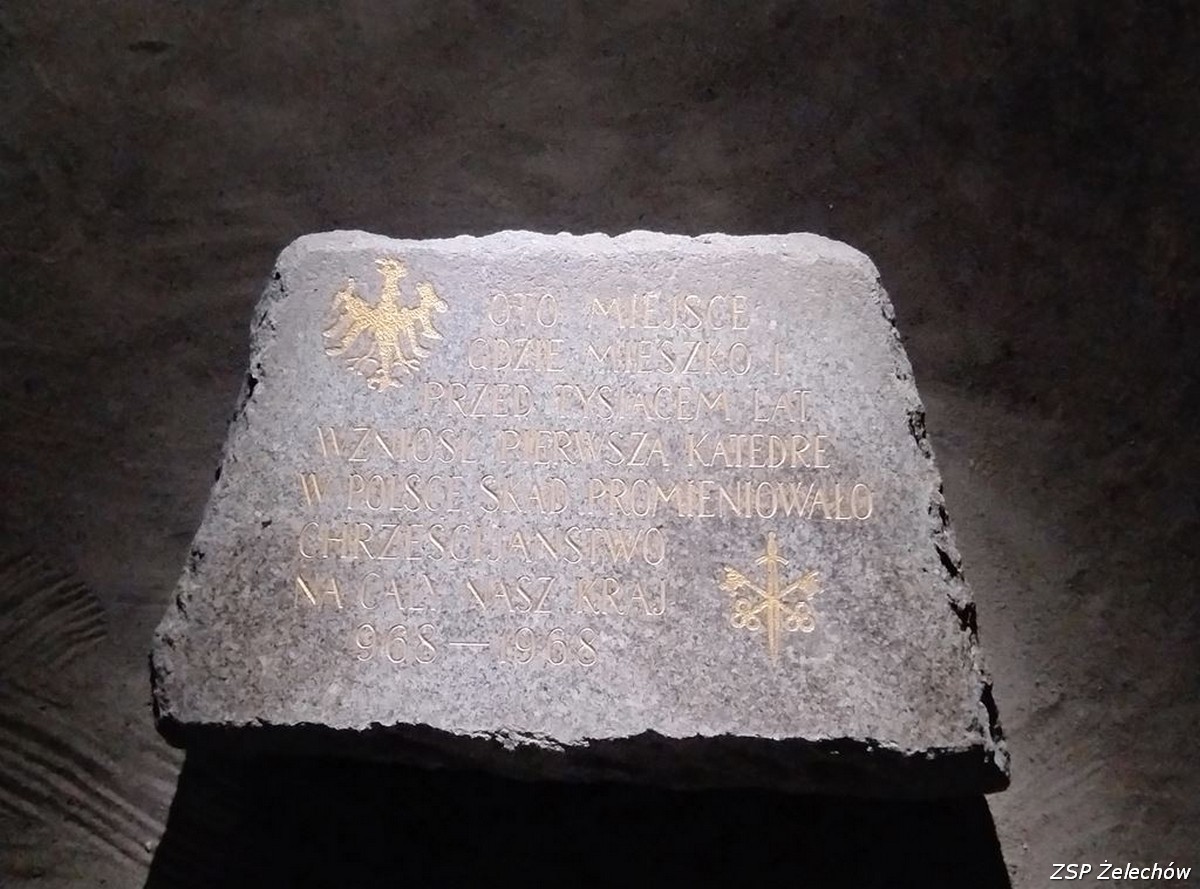 OTO MIEJSCE
GDZIE MIESZKO I
PRZED TYSIĄCEM LAT
WZNIÓSŁ PIERWSZĄ KATEDRĘ
W POLSCE SKĄD PROMIENIOWAŁO
CHRZEŚCIJAŃSTWO
NA CAŁY NASZ KRAJ
968—1968
ZSP Żelechów